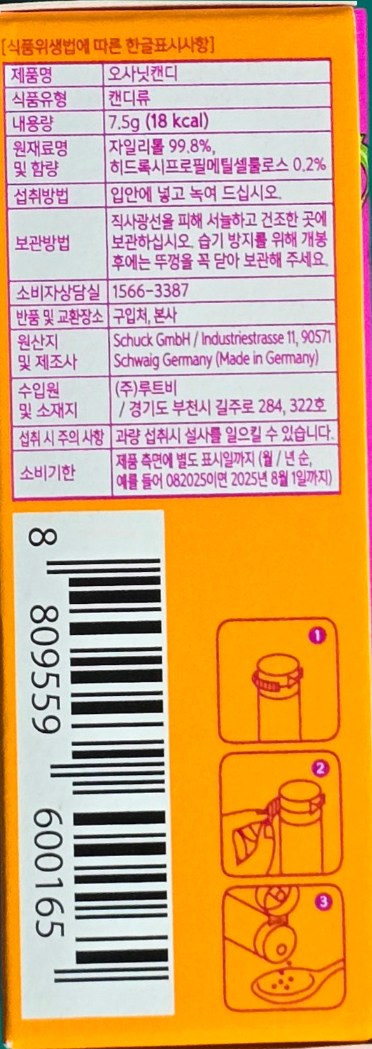 [식품위생법에 따른 한글표시사항]
제품명 오사닛캔디
식품유형 캔디류
내용량 7.5g (18 kcal)
원재료명 자일리톨 99.8%,
및 함량 히드록시프로필메틸셀룰로스 0.2%
섭취방법 입안에 넣고 녹여 드십시오.
직사광선을 피해 서늘하고 건조한 곳에
보관방법 보관하십시오. 습기 방지를 위해 개봉
후에는 뚜껑을 꼭 닫아 보관해 주세요.
소비자상담실 1566-3387
반품 및 교환장소 구입처, 본사
원산지 Schuck GmbH / Industriestrasse 11, 90571
및 제조사 Schwaig Germany (Made in Germany)
수입원 (주)루트비
및 소재지 / 경기도 부천시 길주로 284, 322호
섭취 시 주의 사항 과량 섭취시 설사를 일으킬 수 있습니다.
소비기한 제품 측면에 별도 표시일까지 (월 / 년 순,
예를 들어 082025이면 2025년 8월 1일까지)
8 809559 600165
1
2
3